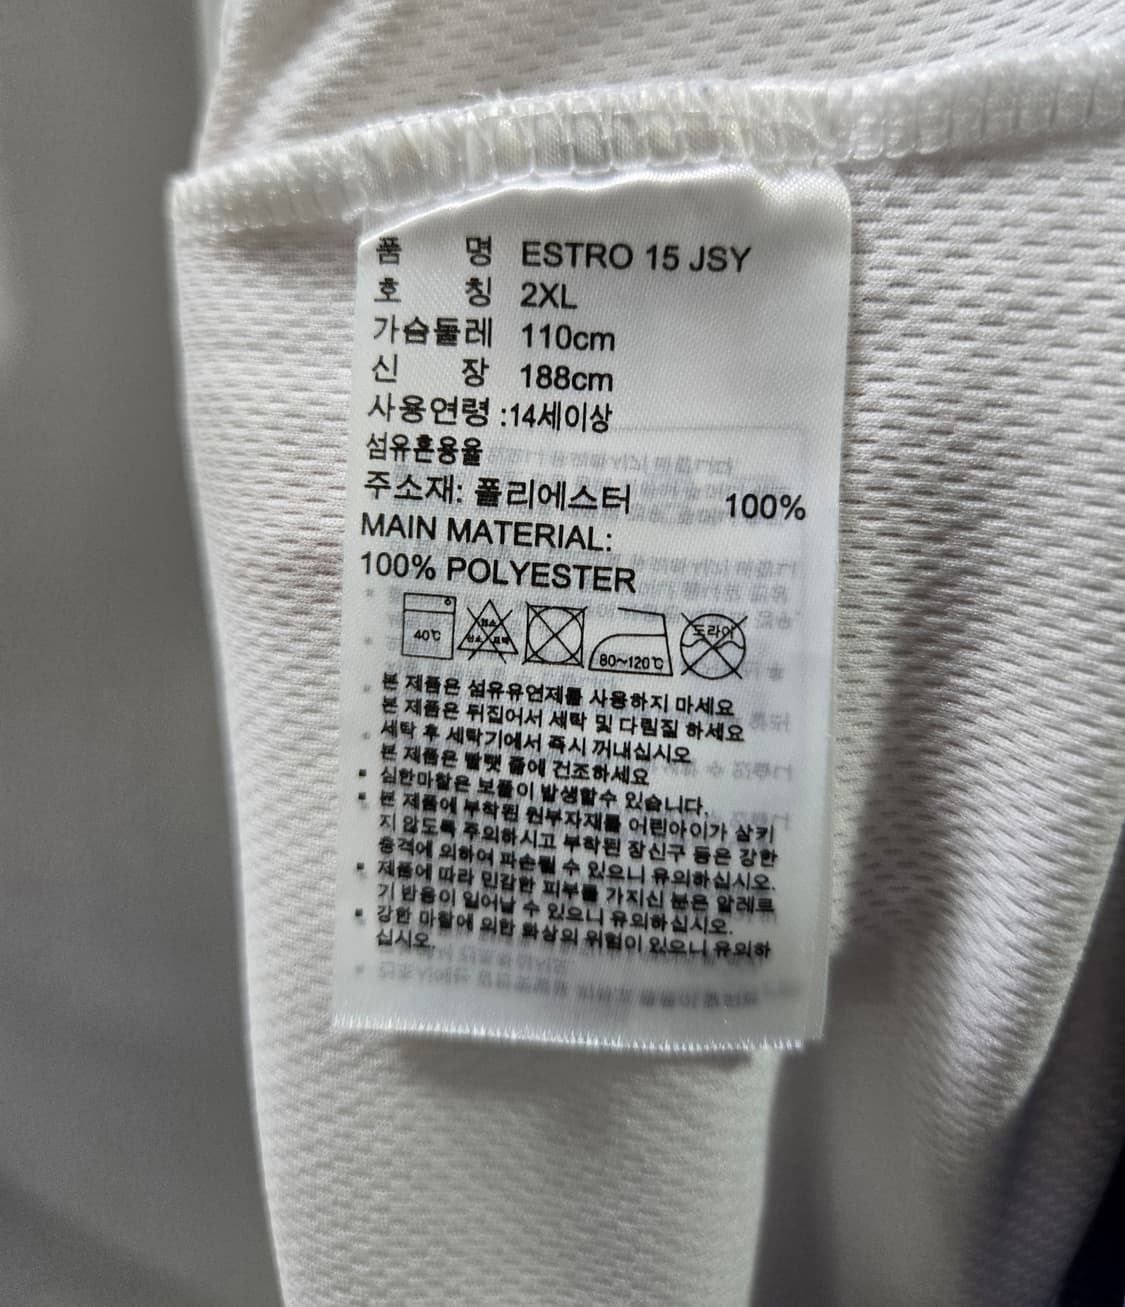 품 명 ESTRO 15 JSY
호 칭 2XL
가슴둘레 110cm
신 장 188cm
사용연령 :14세이상
섬유혼용율
주소재: 폴리에스터 100%
MAIN MATERIAL:
100% POLYESTER
40℃ 80~120℃ 드라이
본 제품은 섬유유연제를 사용하지 마세요
본 제품은 뒤집어서 세탁 및 다림질 하세요
세탁 후 세탁기에서 즉시 꺼내십시오
본 제품은 빨랫 줄에 건조하세요
▪ 심한마찰은 보풀이 발생할수 있습니다.
▪ 본 제품에 부착된 원부자재를 어린아이가 삼키
지 않도록 주의하시고 부착된 장신구 등은 강한
충격에 의하여 파손될 수 있으니 유의하십시오.
▪ 제품에 따라 민감한 피부를 가지신 분은 알레르
기 반응이 일어날 수 있으니 유의하십시오.
▪ 강한 마찰에 의한 화상의 위험이 있으니 유의하
십시오.